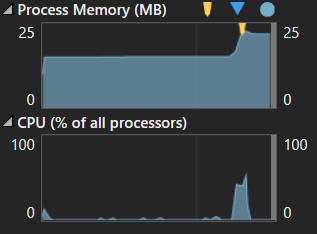 Process Memory (MB)
25 25
0 0
CPU (% of all processors)
100 100
0 0